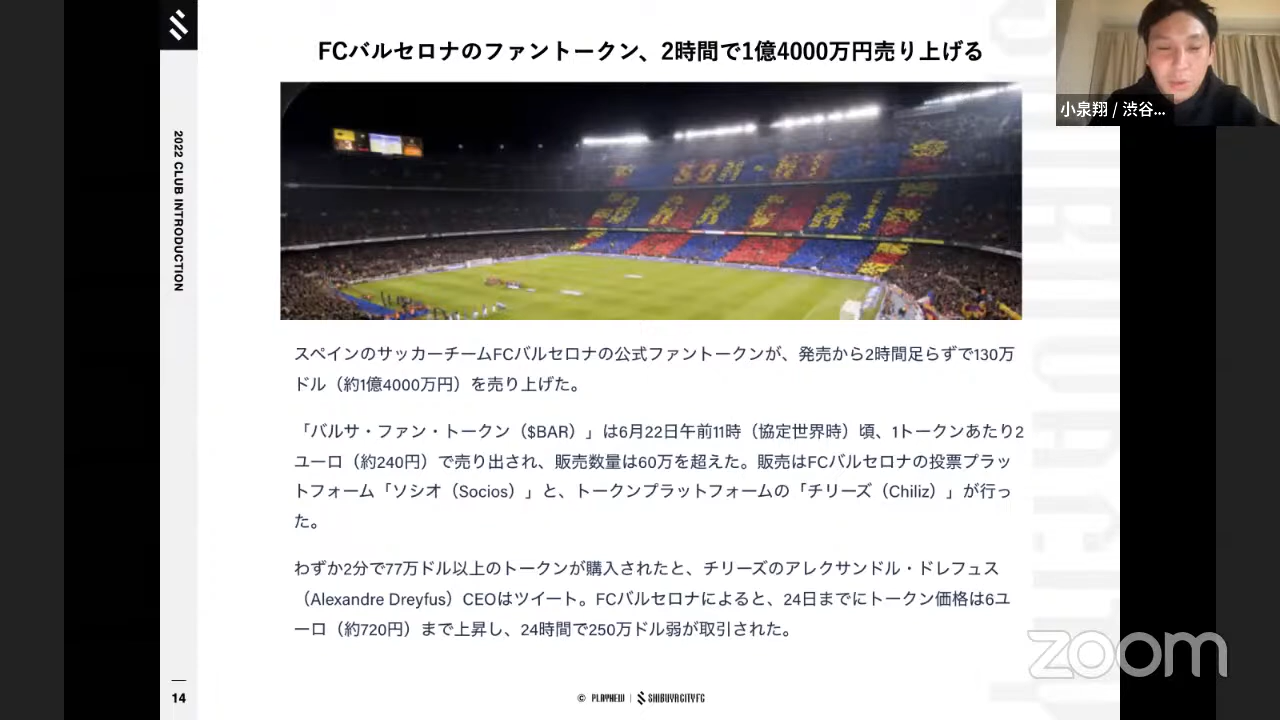 FCバルセロナのファントークン、2時間で1億4000万円売り上げる
小泉翔 / 渋谷...
2022 CLUB INTRODUCTION
SOM-NI
BARÇA!
スペインのサッカーチームFCバルセロナの公式ファントークンが、発売から2時間足らずで130万
ドル（約1億4000万円）を売り上げた。
「バルサ・ファン・トークン（$BAR）」は6月22日午前11時（協定世界時）頃、1トークンあたり2
ユーロ（約240円）で売り出され、販売数量は60万を超えた。販売はFCバルセロナの投票プラッ
トフォーム「ソシオ（Socios）」と、トークンプラットフォームの「チリーズ（Chiliz）」が行っ
た。
わずか2分で77万ドル以上のトークンが購入されたと、チリーズのアレクサンドル・ドレフュス
（Alexandre Dreyfus）CEOはツイート。FCバルセロナによると、24日までにトークン価格は6ユ
ーロ（約720円）まで上昇し、24時間で250万ドル弱が取引された。
zoom
14
© PLAYNEW | SHIBUYACITYFC